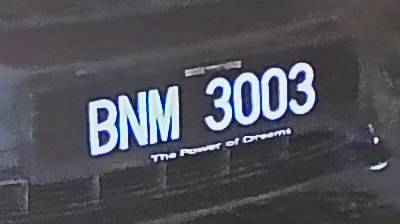 BNM 3003
The Power of Dreams